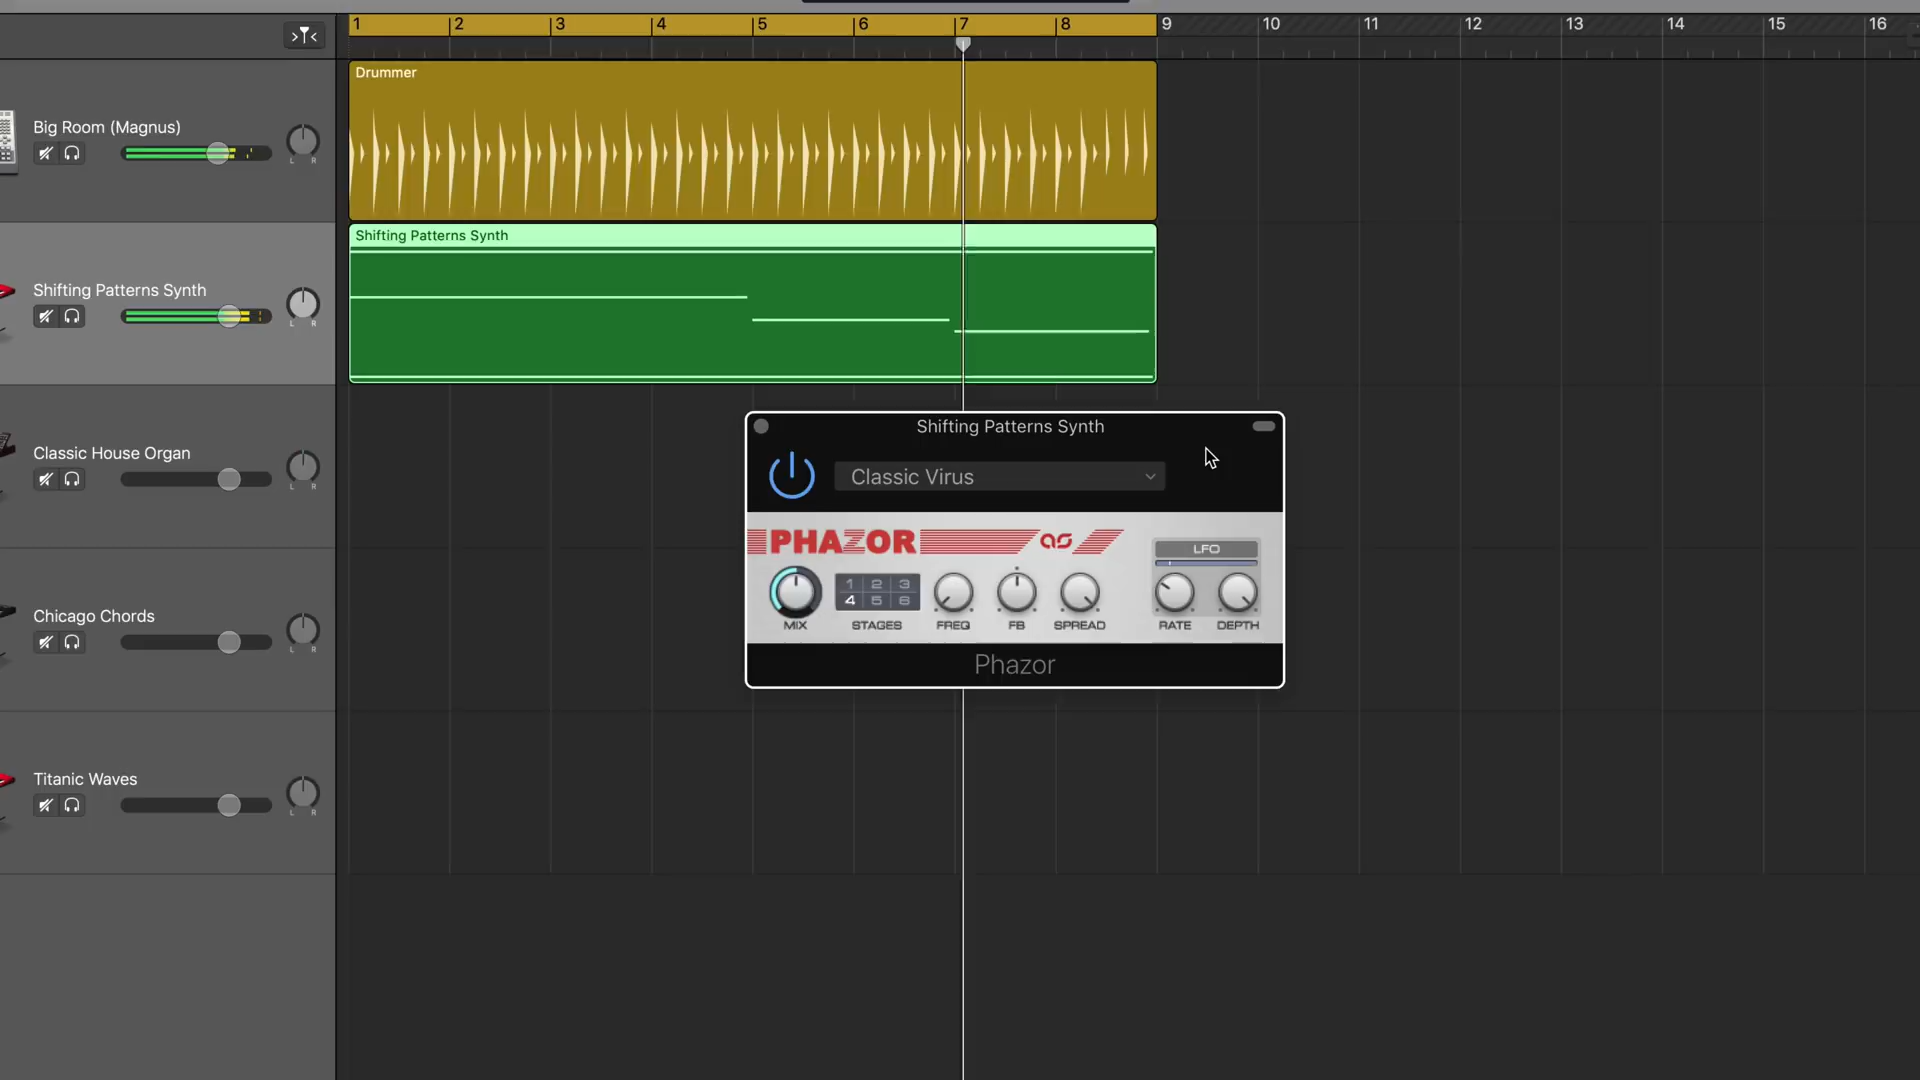 1 2 3 4 5 6 7 8 9 10 11 12 13 14 15 16
Drummer
Big Room (Magnus)
L R
Shifting Patterns Synth
Shifting Patterns Synth
L R
Shifting Patterns Synth
Classic House Organ
L R
Classic Virus
PHAZOR as
LFO
1 2 3
4 5 6
MIX STAGES FREQ FB SPREAD RATE DEPTH
Chicago Chords
L R
Phazor
Titanic Waves
L R